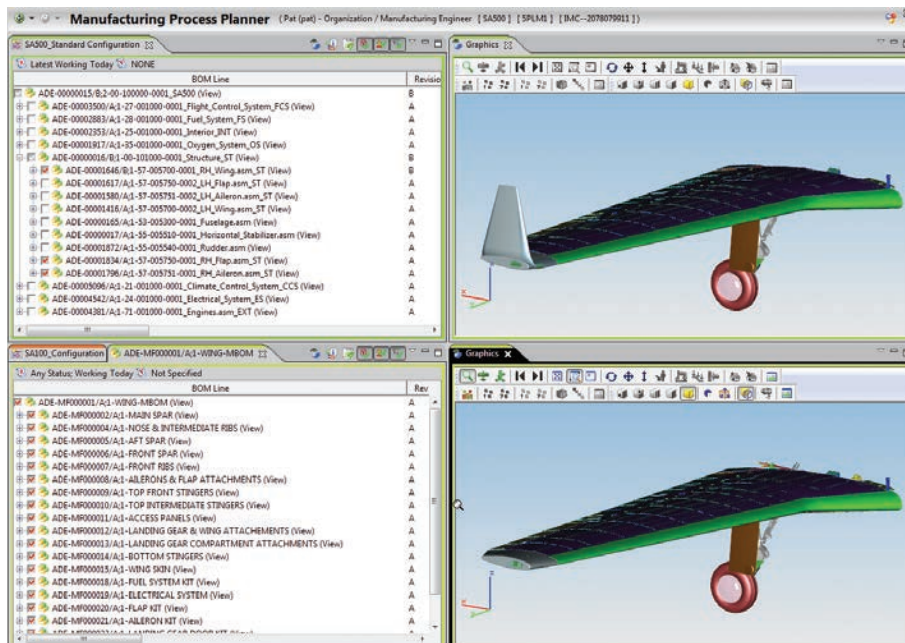 Manufacturing Process Planner ( Pat (pat) - Organization / Manufacturing Engineer [ SA500 ] [ SPLM1 ] [IMC--2078079911 ] )
SA500_Standard Configuration
Latest Working Today NONE
BOM Line Revisio
ADE-00000015/B;2-00-100000-0001_SA500 (View) B
ADE-00003500/A;1-27-001000-0001_Flight_Control_System_FCS (View) A
ADE-00002883/A;1-28-001000-0001_Fuel_System_FS (View) A
ADE-00002353/A;1-25-001000-0001_Interior_INT (View) A
ADE-00001917/A;1-35-001000-0001_Oxygen_System_OS (View) A
ADE-00000016/B;1-00-101000-0001_Structure_ST (View) B
ADE-00001646/B;1-57-005700-0001_RH_Wing.asm_ST (View) B
ADE-00001617/A;1-57-005750-0002_LH_Flap.asm_ST (View) A
ADE-00001580/A;1-57-005751-0002_LH_Aileron.asm_ST (View) A
ADE-00001416/A;1-57-005700-0002_LH_Wing.asm_ST (View) A
ADE-00000165/A;1-53-005300-0001_Fuselage.asm (View) A
ADE-00000017/A;1-55-005510-0001_Horizontal_Stabilizer.asm (View) A
ADE-00001872/A;1-55-005540-0001_Rudder.asm (View) A
ADE-00001834/A;1-57-005750-0001_RH_Flap.asm_ST (View) A
ADE-00001796/A;1-57-005751-0001_RH_Aileron.asm_ST (View) A
ADE-00005096/A;1-21-001000-0001_Climate_Control_System_CCS (View) A
ADE-00004542/A;1-24-001000-0001_Electrical_System_ES (View) A
ADE-00004381/A;1-71-001000-0001_Engines.asm_EXT (View) A
Graphics
SA100_Configuration ADE-MF000001/A;1-WING-MBOM
Any Status; Working Today Not Specified
BOM Line Rev
ADE-MF000001/A;1-WING-MBOM (View) A
ADE-MF000002/A;1-MAIN SPAR (View) A
ADE-MF000004/A;1-NOSE & INTERMEDIATE RIBS (View) A
ADE-MF000005/A;1-AFT SPAR (View) A
ADE-MF000006/A;1-FRONT SPAR (View) A
ADE-MF000007/A;1-FRONT RIBS (View) A
ADE-MF000008/A;1-AILERONS & FLAP ATTACHMENTS (View) A
ADE-MF000009/A;1-TOP FRONT STINGERS (View) A
ADE-MF000010/A;1-TOP INTERMEDIATE STINGERS (View) A
ADE-MF000011/A;1-ACCESS PANELS (View) A
ADE-MF000012/A;1-LANDING GEAR & WING ATTACHEMENTS (View) A
ADE-MF000013/A;1-LANDING GEAR COMPARTMENT ATTACHMENTS (View) A
ADE-MF000014/A;1-BOTTOM STINGERS (View) A
ADE-MF000015/A;1-WING SKIN (View) A
ADE-MF000018/A;1-FUEL SYSTEM KIT (View) A
ADE-MF000019/A;1-ELECTRICAL SYSTEM (View) A
ADE-MF000020/A;1-FLAP KIT (View) A
ADE-MF000021/A;1-AILERON KIT (View) A
Graphics